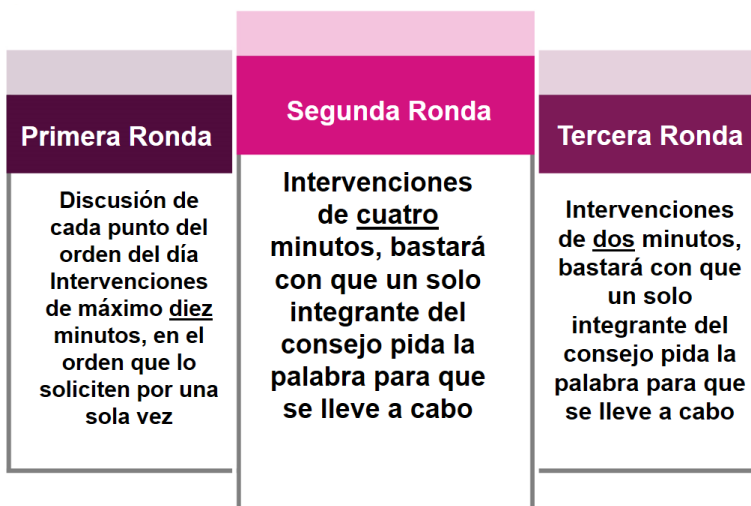 Primera Ronda
Discusión de
cada punto del
orden del día
Intervenciones
de máximo diez
minutos, en el
orden que lo
soliciten por una
sola vez
Segunda Ronda
Intervenciones
de cuatro
minutos, bastará
con que un solo
integrante del
consejo pida la
palabra para que
se lleve a cabo
Tercera Ronda
Intervenciones
de dos minutos,
bastará con que
un solo
integrante del
consejo pida la
palabra para que
se lleve a cabo